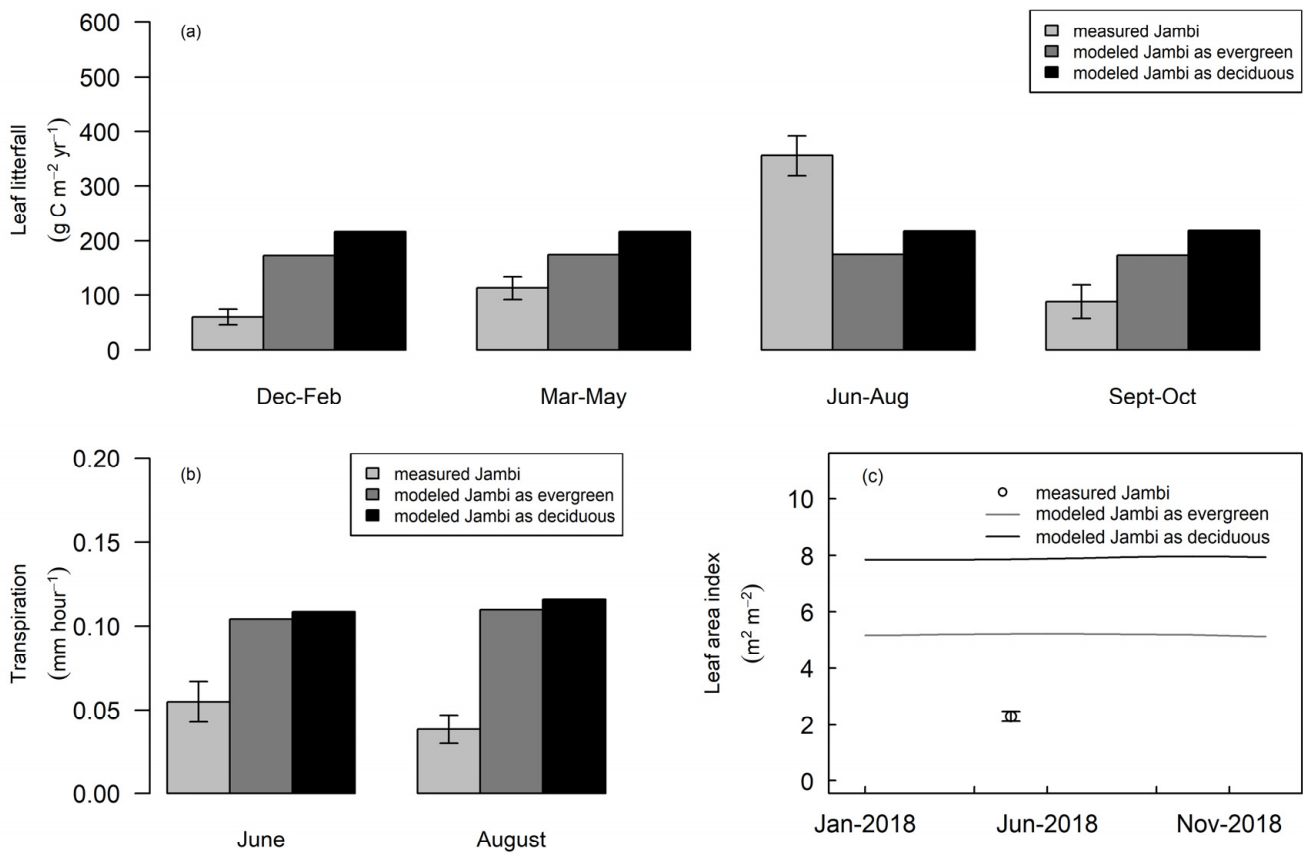 (a)
measured Jambi
modeled Jambi as evergreen
modeled Jambi as deciduous
Leaf litterfall
(g C m⁻² yr⁻¹)
600
500
400
300
200
100
0
Dec-Feb
Mar-May
Jun-Aug
Sept-Oct
(b)
measured Jambi
modeled Jambi as evergreen
modeled Jambi as deciduous
Transpiration
(mm hour⁻¹)
0.20
0.15
0.10
0.05
0.00
June
August
(c)
measured Jambi
modeled Jambi as evergreen
modeled Jambi as deciduous
Leaf area index
(m² m⁻²)
10
8
6
4
2
0
Jan-2018
Jun-2018
Nov-2018